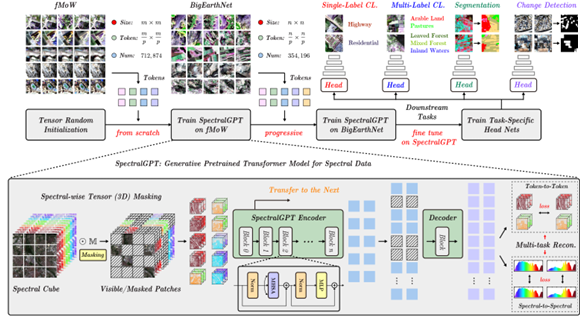 fMoW
BigEarthNet
Single-Label CL.
Multi-Label CL.
Segmentation
Change Detection
Size: m × m
Token: m/p × m/p
Num: 712,874
Tokens
Size: n × n
Token: n/p × n/p
Num: 354,196
Tokens
Highway
Residential
Arable Land
Pastures
Leaved Forest
Mixed Forest
Inland Waters
Head
Head
Head
Head
Tensor Random
Initialization
from scratch
Train SpectralGPT
on fMoW
progressive
Train SpectralGPT
on BigEarthNet
Downstream
Tasks
fine tune
on SpectralGPT
Train Task-Specific
Head Nets
SpectralGPT: Generative Pretrained Transformer Model for Spectral Data
Spectral-wise Tensor (3D) Masking
⊙ M
Masking
Spectral Cube
Visible/Masked Patches
Transfer to the Next
SpectralGPT Encoder
Block 0
Block 1
Block 2
Block n
Norm
MHSA
Norm
MLP
Decoder
Block
Token-to-Token
loss
Multi-task Recon.
loss
Spectral-to-Spectral